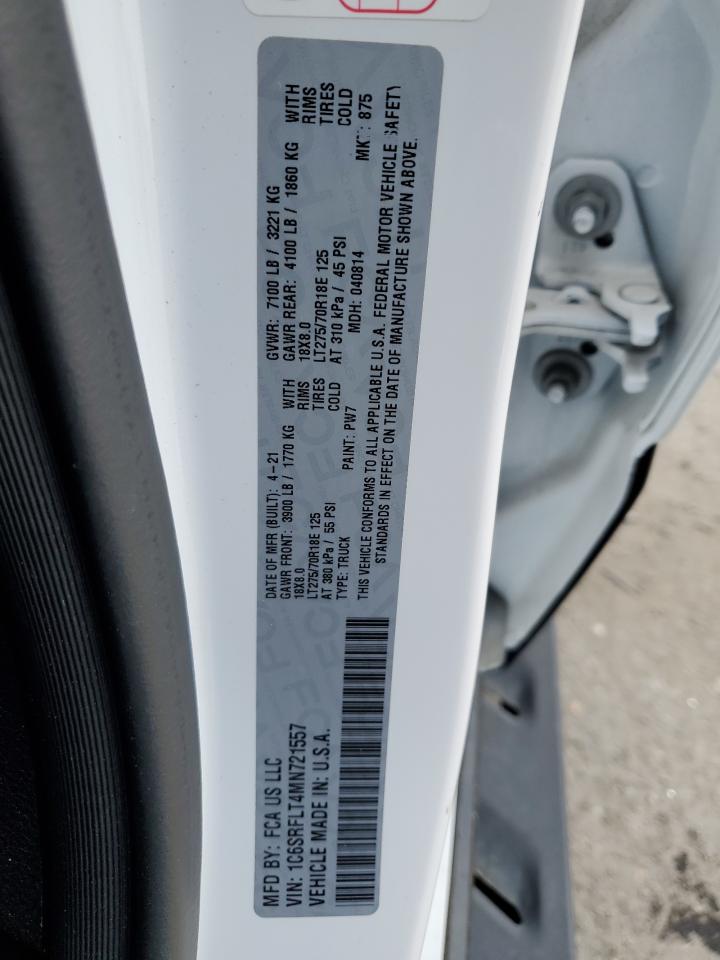 MFD BY: FCA US LLC
VIN: 1C6SRFLT4MN721557
VEHICLE MADE IN: U.S.A.
DATE OF MFR (BUILT): 4-21 GVWR: 7100 LB / 3221 KG
GAWR FRONT: 3900 LB / 1770 KG WITH GAWR REAR: 4100 LB / 1860 KG WITH
18X8.0 RIMS 18X8.0 RIMS
LT275/70R18E 125 TIRES LT275/70R18E 125 TIRES
AT 380 kPa / 55 PSI COLD AT 310 kPa / 45 PSI COLD
TYPE: TRUCK PAINT: PW7 MDH: 040814 875
THIS VEHICLE CONFORMS TO ALL APPLICABLE U.S.A. FEDERAL MOTOR VEHICLE SAFETY
STANDARDS IN EFFECT ON THE DATE OF MANUFACTURE SHOWN ABOVE.